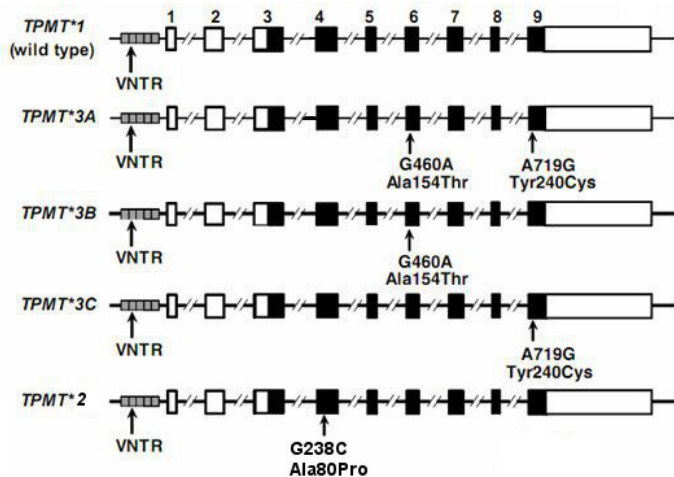 1 2 3 4 5 6 7 8 9
TPMT*1
(wild type)
VNTR
TPMT*3A
VNTR
G460A
Ala154Thr
A719G
Tyr240Cys
TPMT*3B
VNTR
G460A
Ala154Thr
TPMT*3C
VNTR
A719G
Tyr240Cys
TPMT*2
VNTR
G238C
Ala80Pro